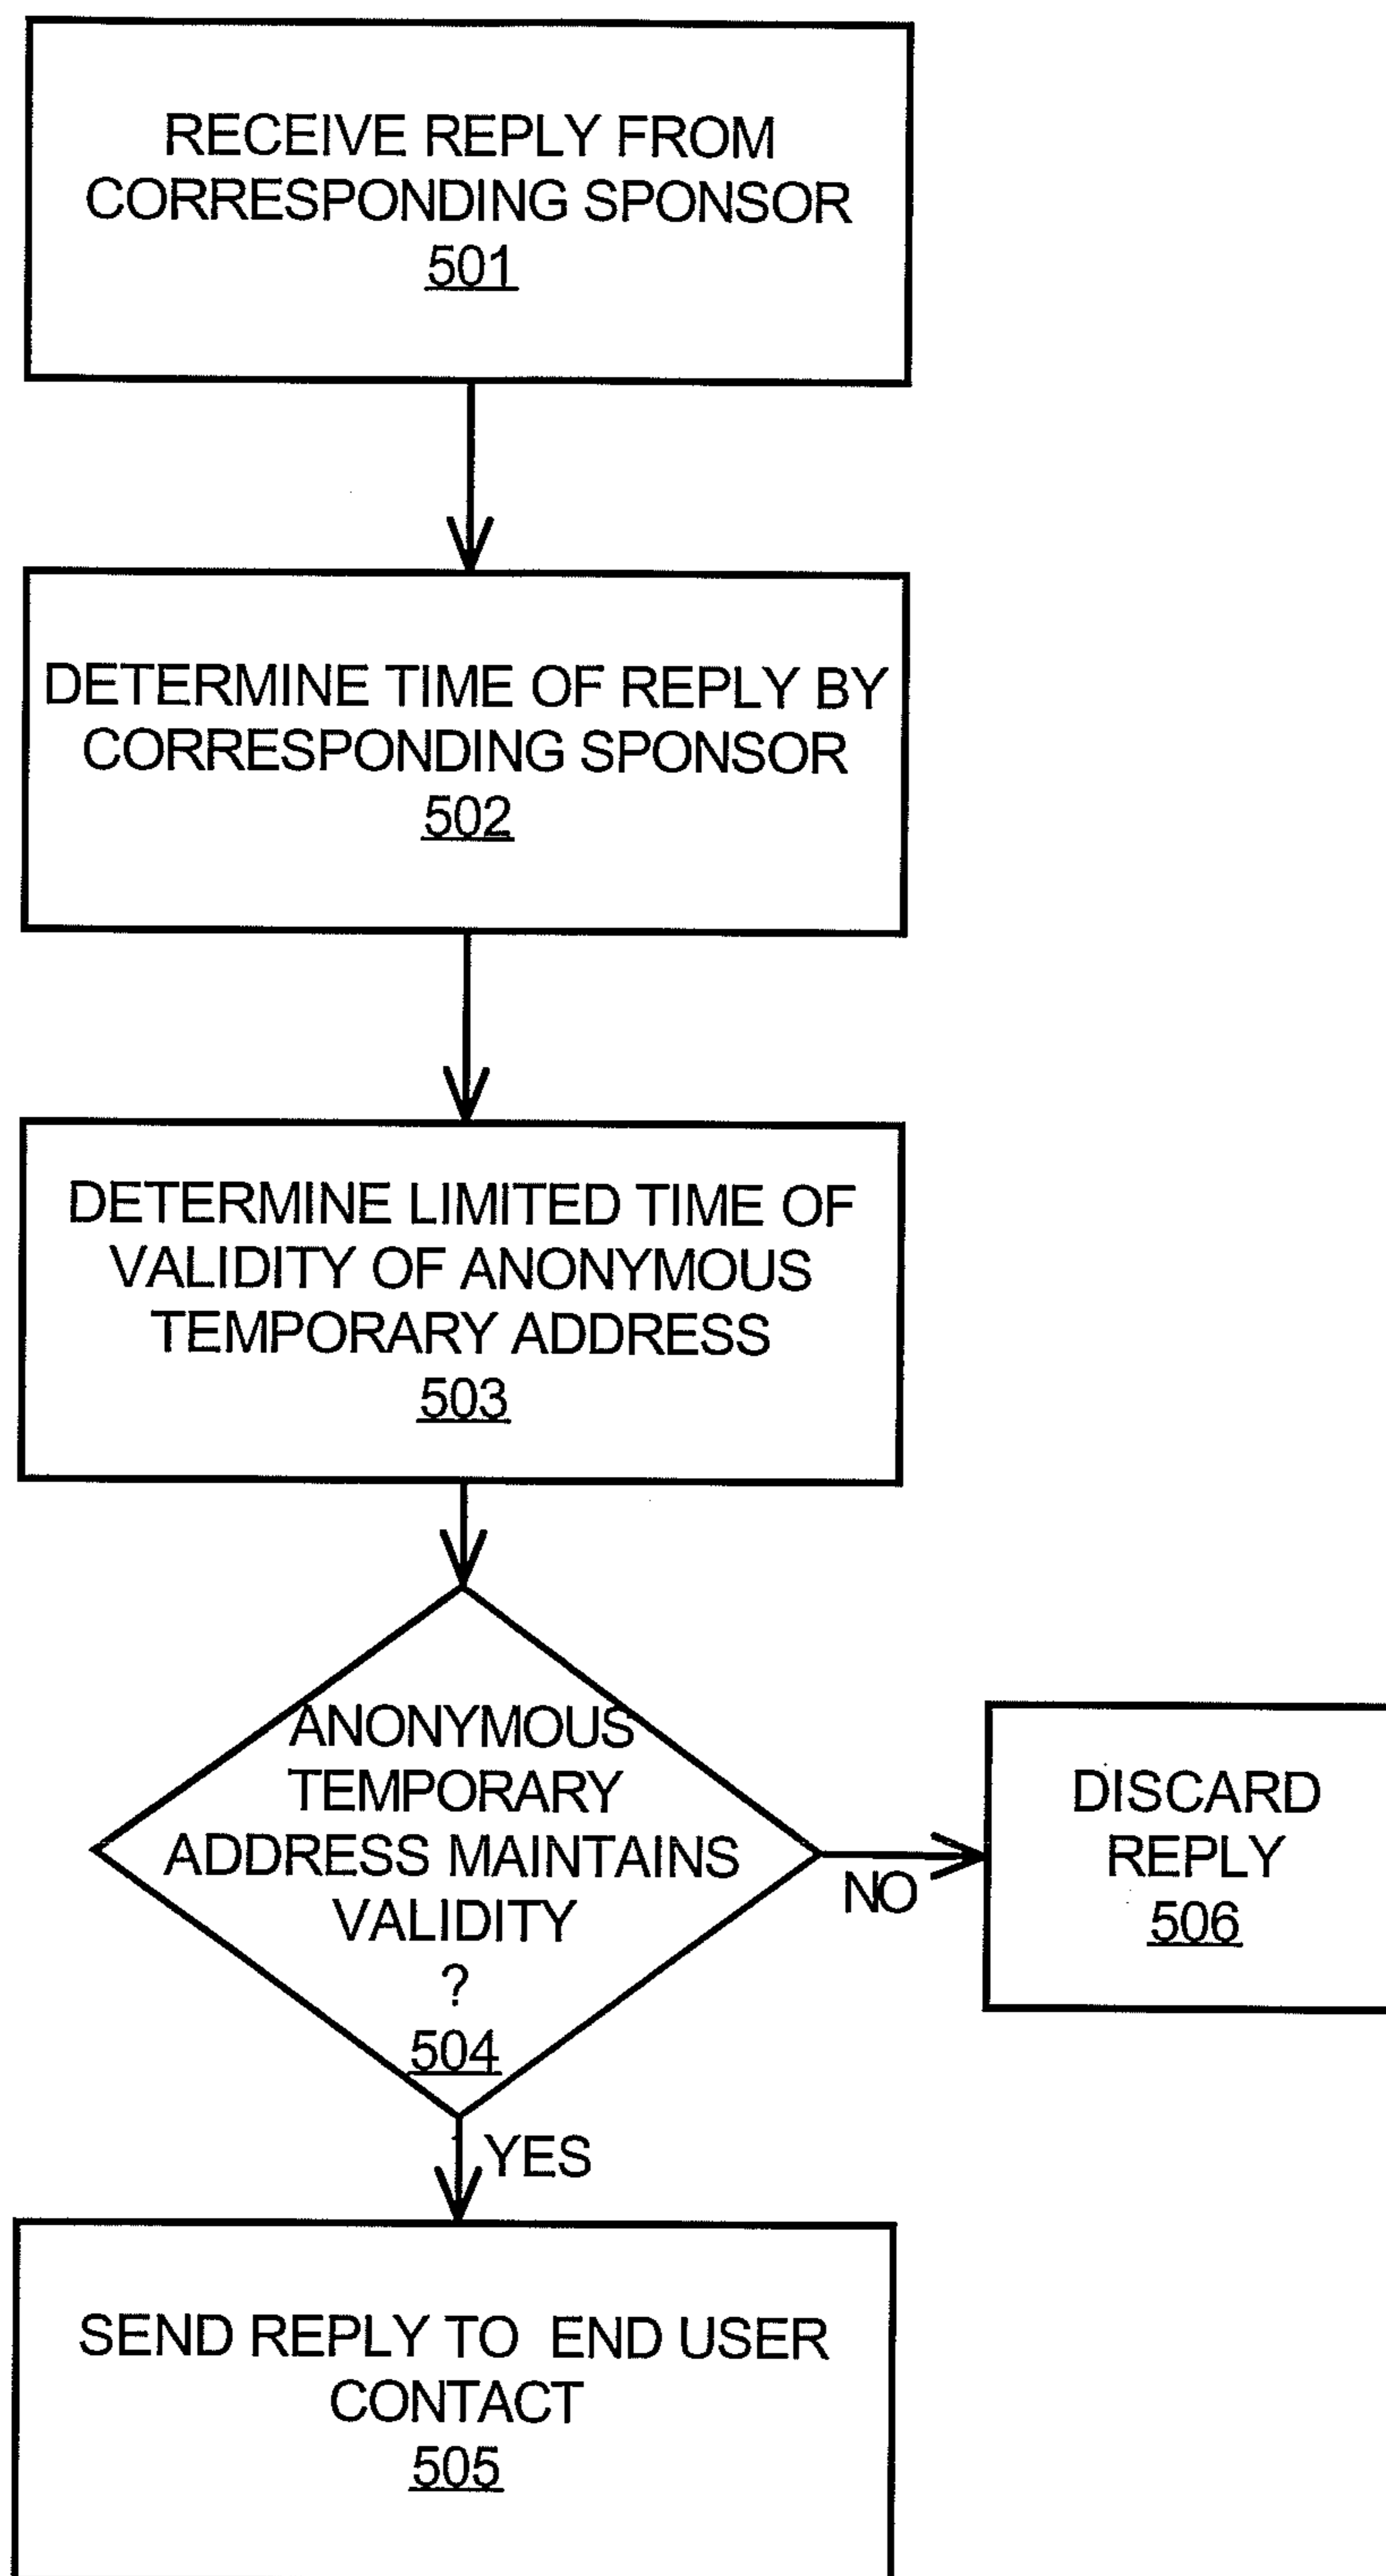 RECEIVE REPLY FROM
CORRESPONDING SPONSOR
501
DETERMINE TIME OF REPLY BY
CORRESPONDING SPONSOR
502
DETERMINE LIMITED TIME OF
VALIDITY OF ANONYMOUS
TEMPORARY ADDRESS
503
ANONYMOUS
TEMPORARY
ADDRESS MAINTAINS
VALIDITY
?
504
NO
DISCARD
REPLY
506
YES
SEND REPLY TO END USER
CONTACT
505